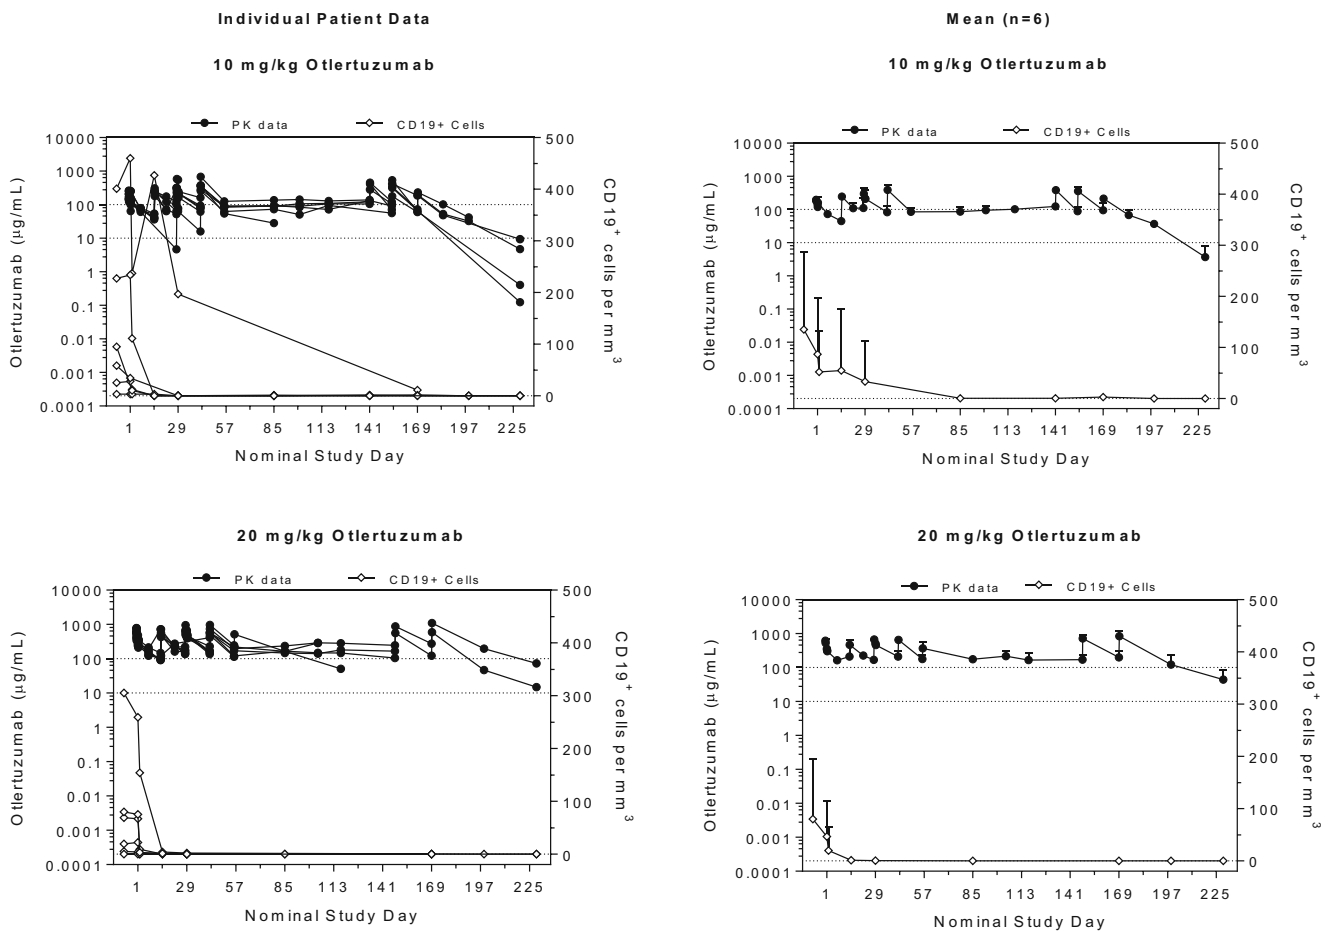 Individual Patient Data
10 mg/kg Otlertuzumab
PK data
CD19+ Cells
10000
1000
100
10
1
0.1
0.01
0.001
0.0001
500
400
300
200
100
0
Otlertuzumab (µg/mL)
CD19+ cells per mm3
1 29 57 85 113 141 169 197 225
Nominal Study Day
Mean (n=6)
10 mg/kg Otlertuzumab
PK data
CD19+ Cells
10000
1000
100
10
1
0.1
0.01
0.001
0.0001
500
400
300
200
100
0
Otlertuzumab (µg/mL)
CD19+ cells per mm3
1 29 57 85 113 141 169 197 225
Nominal Study Day
20 mg/kg Otlertuzumab
PK data
CD19+ Cells
10000
1000
100
10
1
0.1
0.01
0.001
0.0001
500
400
300
200
100
0
Otlertuzumab (µg/mL)
CD19+ cells per mm3
1 29 57 85 113 141 169 197 225
Nominal Study Day
20 mg/kg Otlertuzumab
PK data
CD19+ Cells
10000
1000
100
10
1
0.1
0.01
0.001
0.0001
500
400
300
200
100
0
Otlertuzumab (µg/mL)
CD19+ cells per mm3
1 29 57 85 113 141 169 197 225
Nominal Study Day